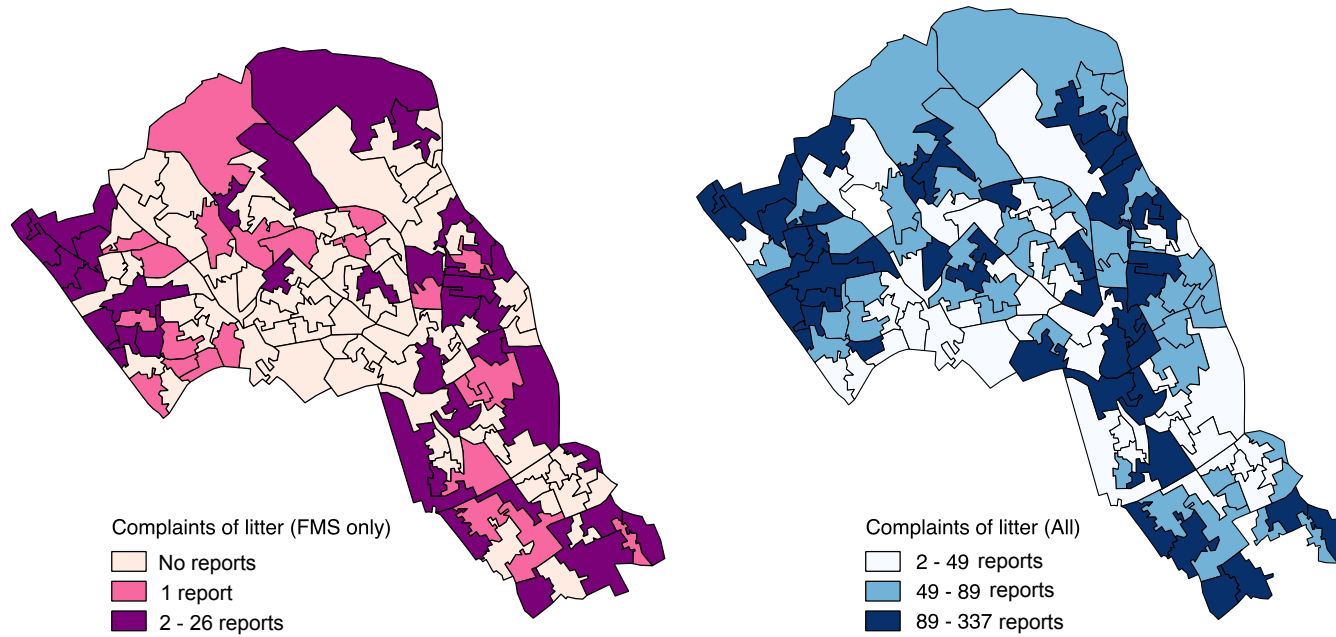 Complaints of litter (FMS only)
No reports
1 report
2 - 26 reports
Complaints of litter (All)
2 - 49 reports
49 - 89 reports
89 - 337 reports